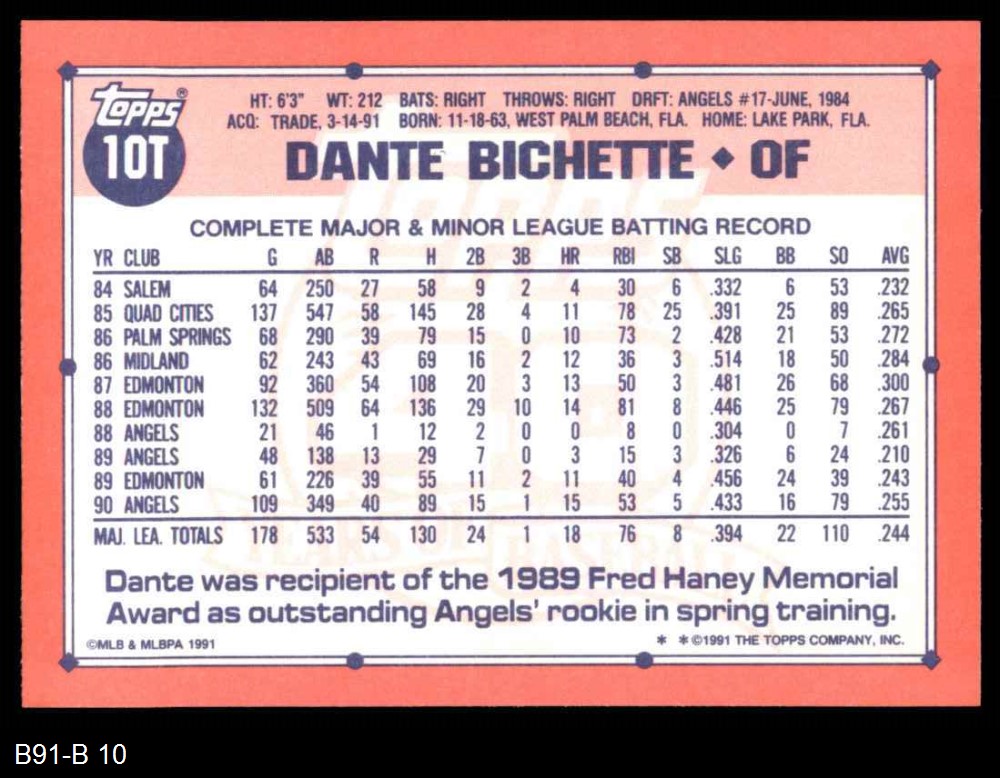 TOPPS®
10T
HT: 6'3" WT: 212 BATS: RIGHT THROWS: RIGHT DRFT: ANGELS #17-JUNE, 1984
ACQ: TRADE, 3-14-91 BORN: 11-18-63, WEST PALM BEACH, FLA. HOME: LAKE PARK, FLA.
DANTE BICHETTE ◆ OF
COMPLETE MAJOR & MINOR LEAGUE BATTING RECORD
YR CLUB G AB R H 2B 3B HR RBI SB SLG BB SO AVG
84 SALEM 64 250 27 58 9 2 4 30 6 .332 6 53 .232
85 QUAD CITIES 137 547 58 145 28 4 11 78 25 .391 25 89 .265
86 PALM SPRINGS 68 290 39 79 15 0 10 73 2 .428 21 53 .272
86 MIDLAND 62 243 43 69 16 2 12 36 3 .514 18 50 .284
87 EDMONTON 92 360 54 108 20 3 13 50 3 .481 26 68 .300
88 EDMONTON 132 509 64 136 29 10 14 81 8 .446 25 79 .267
88 ANGELS 21 46 1 12 2 0 0 8 0 .304 0 7 .261
89 ANGELS 48 138 13 29 7 0 3 15 3 .326 6 24 .210
89 EDMONTON 61 226 39 55 11 2 11 40 4 .456 24 39 .243
90 ANGELS 109 349 40 89 15 1 15 53 5 .433 16 79 .255
MAJ. LEA. TOTALS 178 533 54 130 24 1 18 76 8 .394 22 110 .244
TOPPS
40
YEARS OF BASEBALL
Dante was recipient of the 1989 Fred Haney Memorial
Award as outstanding Angels' rookie in spring training.
©MLB & MLBPA 1991
* *©1991 THE TOPPS COMPANY, INC.
B91-B 10